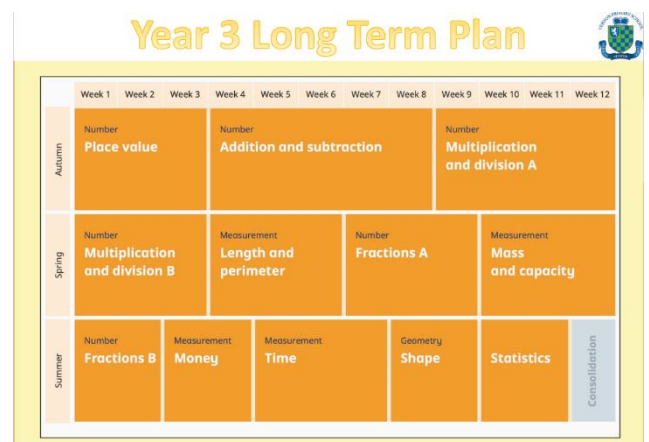 Year 3 Long Term Plan
Week 1 Week 2 Week 3 Week 4 Week 5 Week 6 Week 7 Week 8 Week 9 Week 10 Week 11 Week 12
Autumn
Number
Place value
Number
Addition and subtraction
Number
Multiplication
and division A
Spring
Number
Multiplication
and division B
Measurement
Length and
perimeter
Number
Fractions A
Measurement
Mass
and capacity
Summer
Number
Fractions B
Measurement
Money
Measurement
Time
Geometry
Shape
Statistics
Consolidation